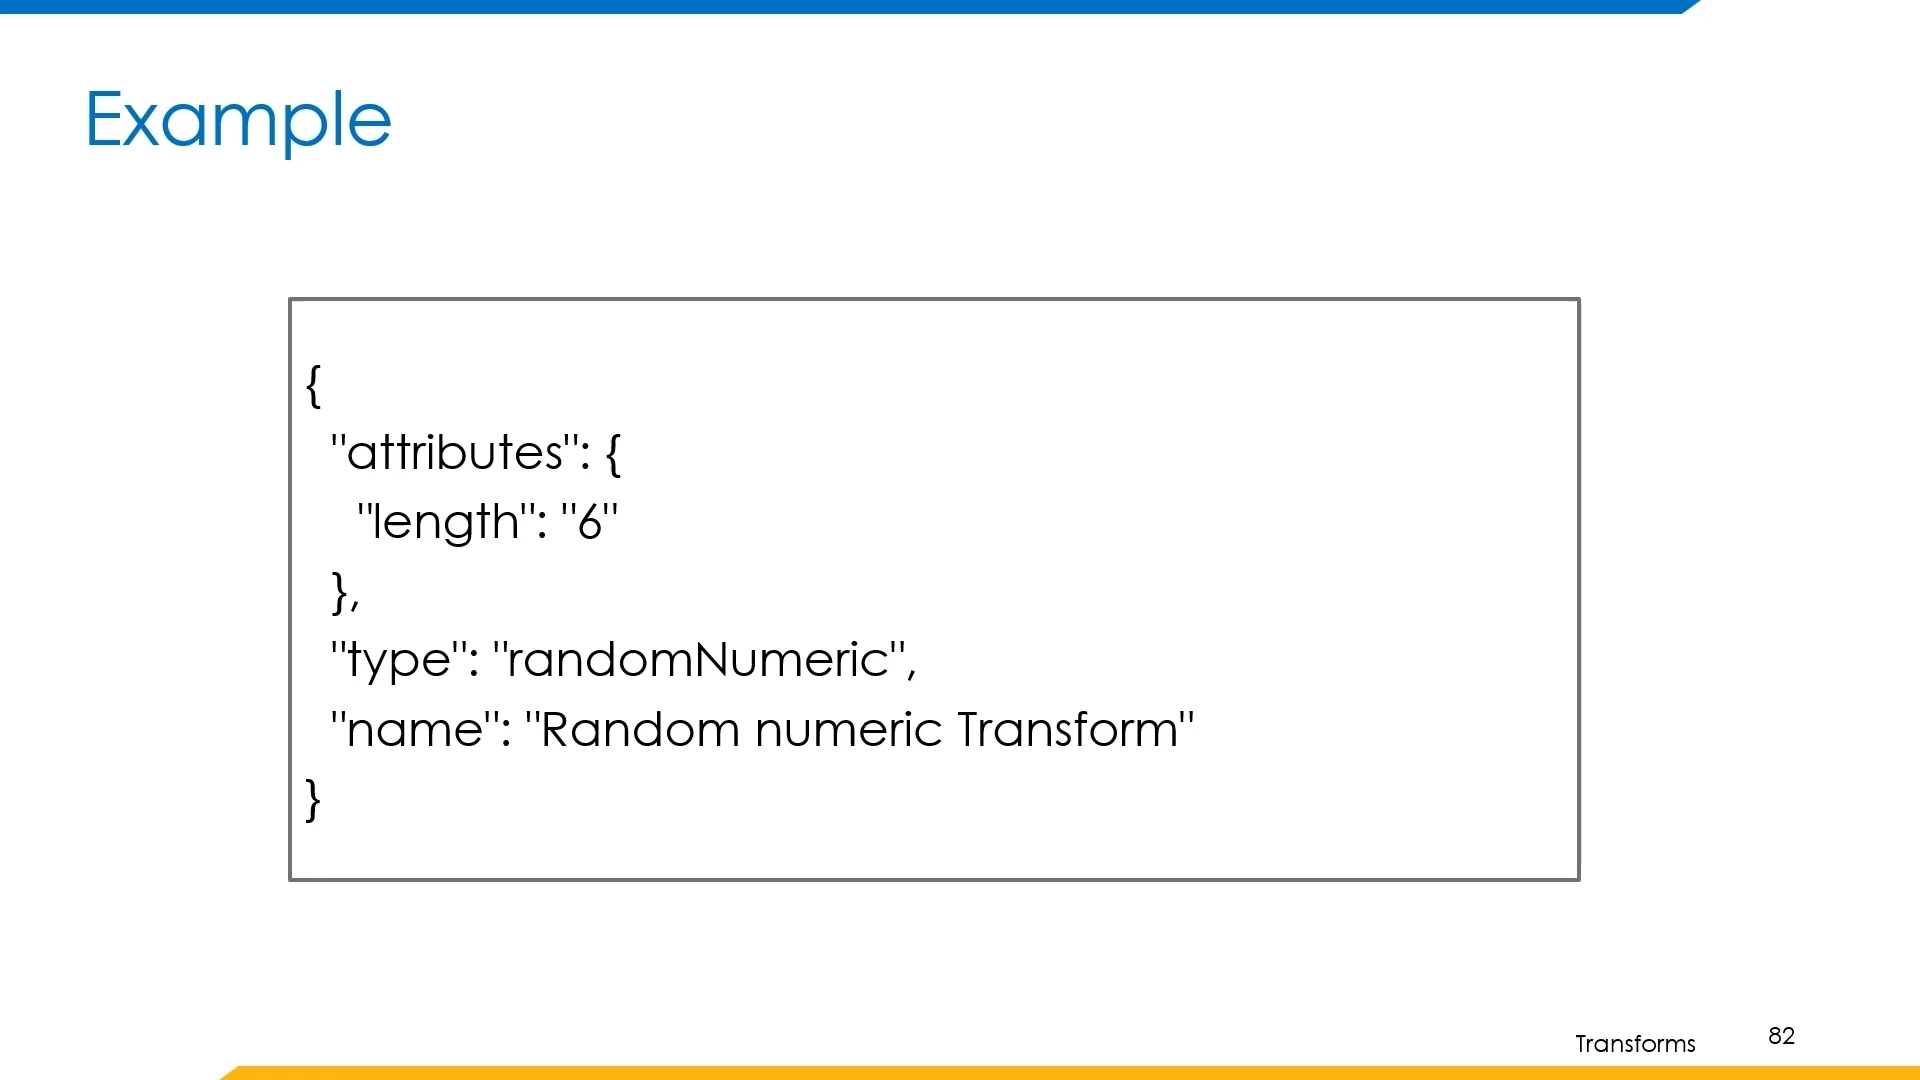 Example
{
"attributes": {
"length": "6"
},
"type": "randomNumeric",
"name": "Random numeric Transform"
}
Transforms
82